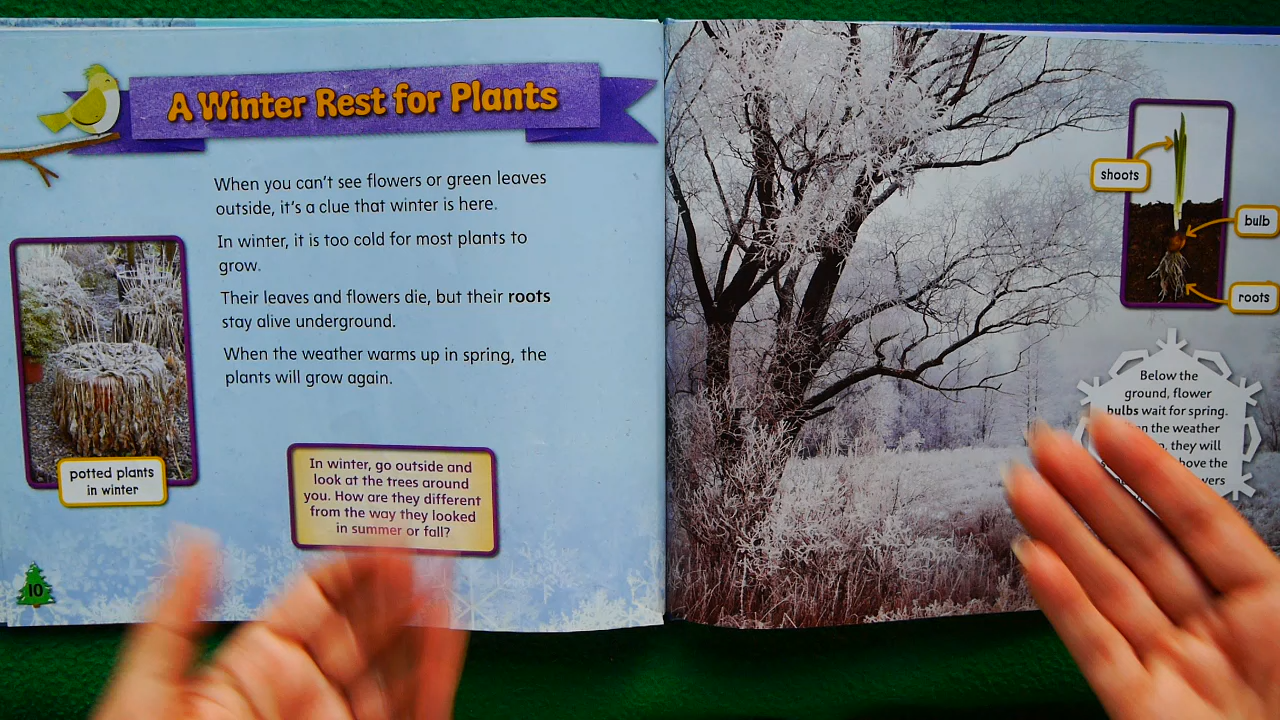 A Winter Rest for Plants
When you can't see flowers or green leaves
outside, it's a clue that winter is here.
In winter, it is too cold for most plants to
grow.
Their leaves and flowers die, but their roots
stay alive underground.
When the weather warms up in spring, the
plants will grow again.
potted plants
in winter
In winter, go outside and
look at the trees around
you. How are they different
from the way they looked
in summer or fall?
10
shoots
bulb
roots
Below the
ground, flower
bulbs wait for spring.
the weather
they will
the